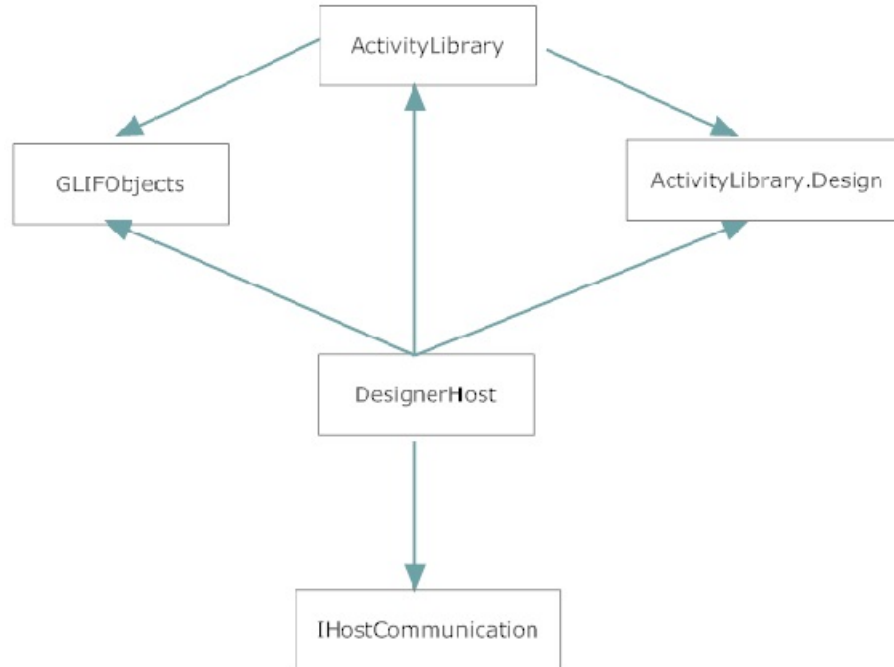 ActivityLibrary
GLIFObjects
ActivityLibrary.Design
DesignerHost
IHostCommunication